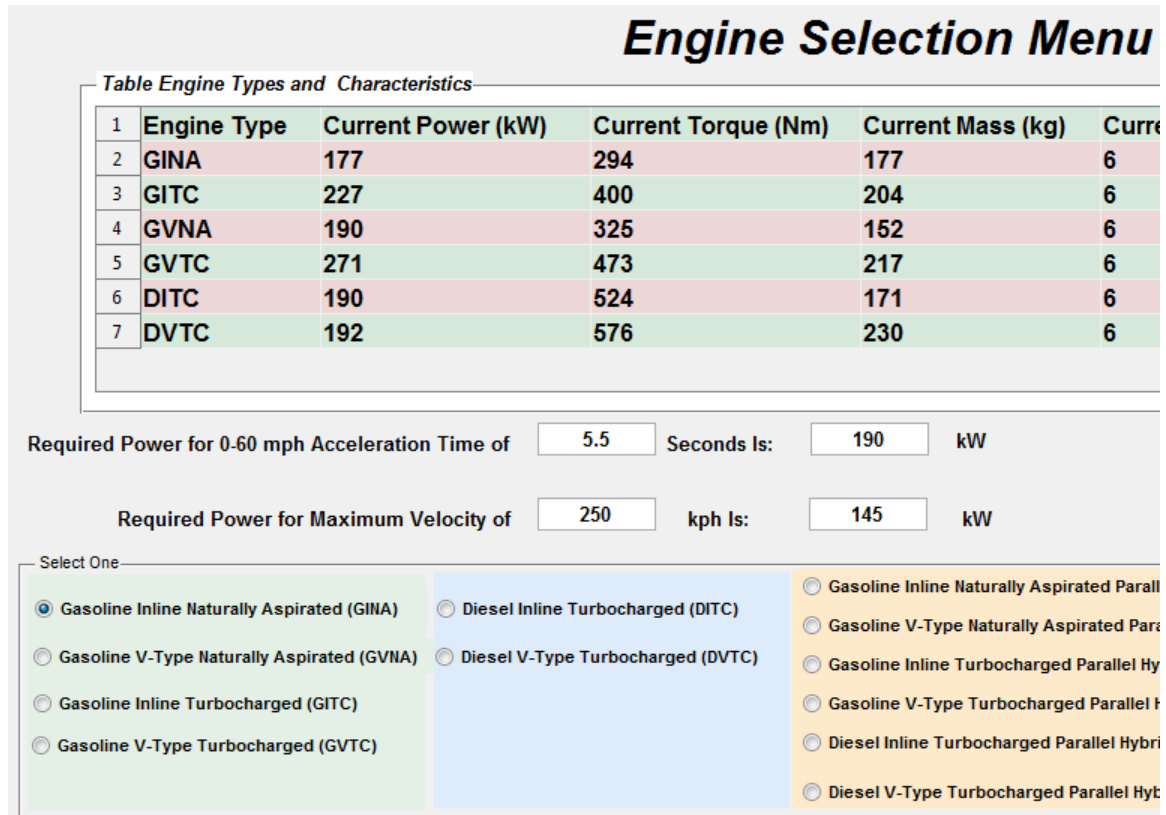 Engine Selection Menu
Table Engine Types and Characteristics
1 Engine Type Current Power (kW) Current Torque (Nm) Current Mass (kg) Curre
2 GINA 177 294 177 6
3 GITC 227 400 204 6
4 GVNA 190 325 152 6
5 GVTC 271 473 217 6
6 DITC 190 524 171 6
7 DVTC 192 576 230 6
Required Power for 0-60 mph Acceleration Time of 5.5 Seconds Is: 190 kW
Required Power for Maximum Velocity of 250 kph Is: 145 kW
Select One
Gasoline Inline Naturally Aspirated (GINA)
Gasoline V-Type Naturally Aspirated (GVNA)
Gasoline Inline Turbocharged (GITC)
Gasoline V-Type Turbocharged (GVTC)
Diesel Inline Turbocharged (DITC)
Diesel V-Type Turbocharged (DVTC)
Gasoline Inline Naturally Aspirated Parall
Gasoline V-Type Naturally Aspirated Para
Gasoline Inline Turbocharged Parallel Hy
Gasoline V-Type Turbocharged Parallel H
Diesel Inline Turbocharged Parallel Hybri
Diesel V-Type Turbocharged Parallel Hyb